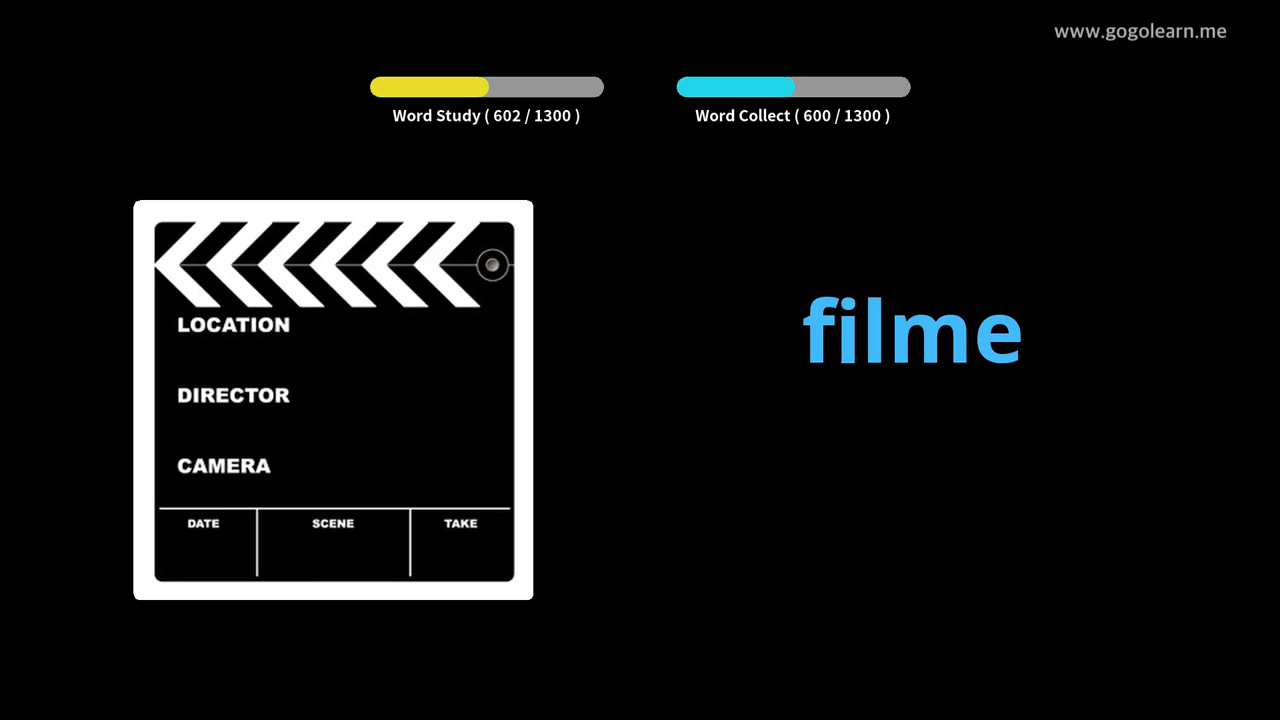 www.gogolearn.me
Word Study ( 602 / 1300 )
Word Collect ( 600 / 1300 )
LOCATION
DIRECTOR
CAMERA
DATE
SCENE
TAKE
filme